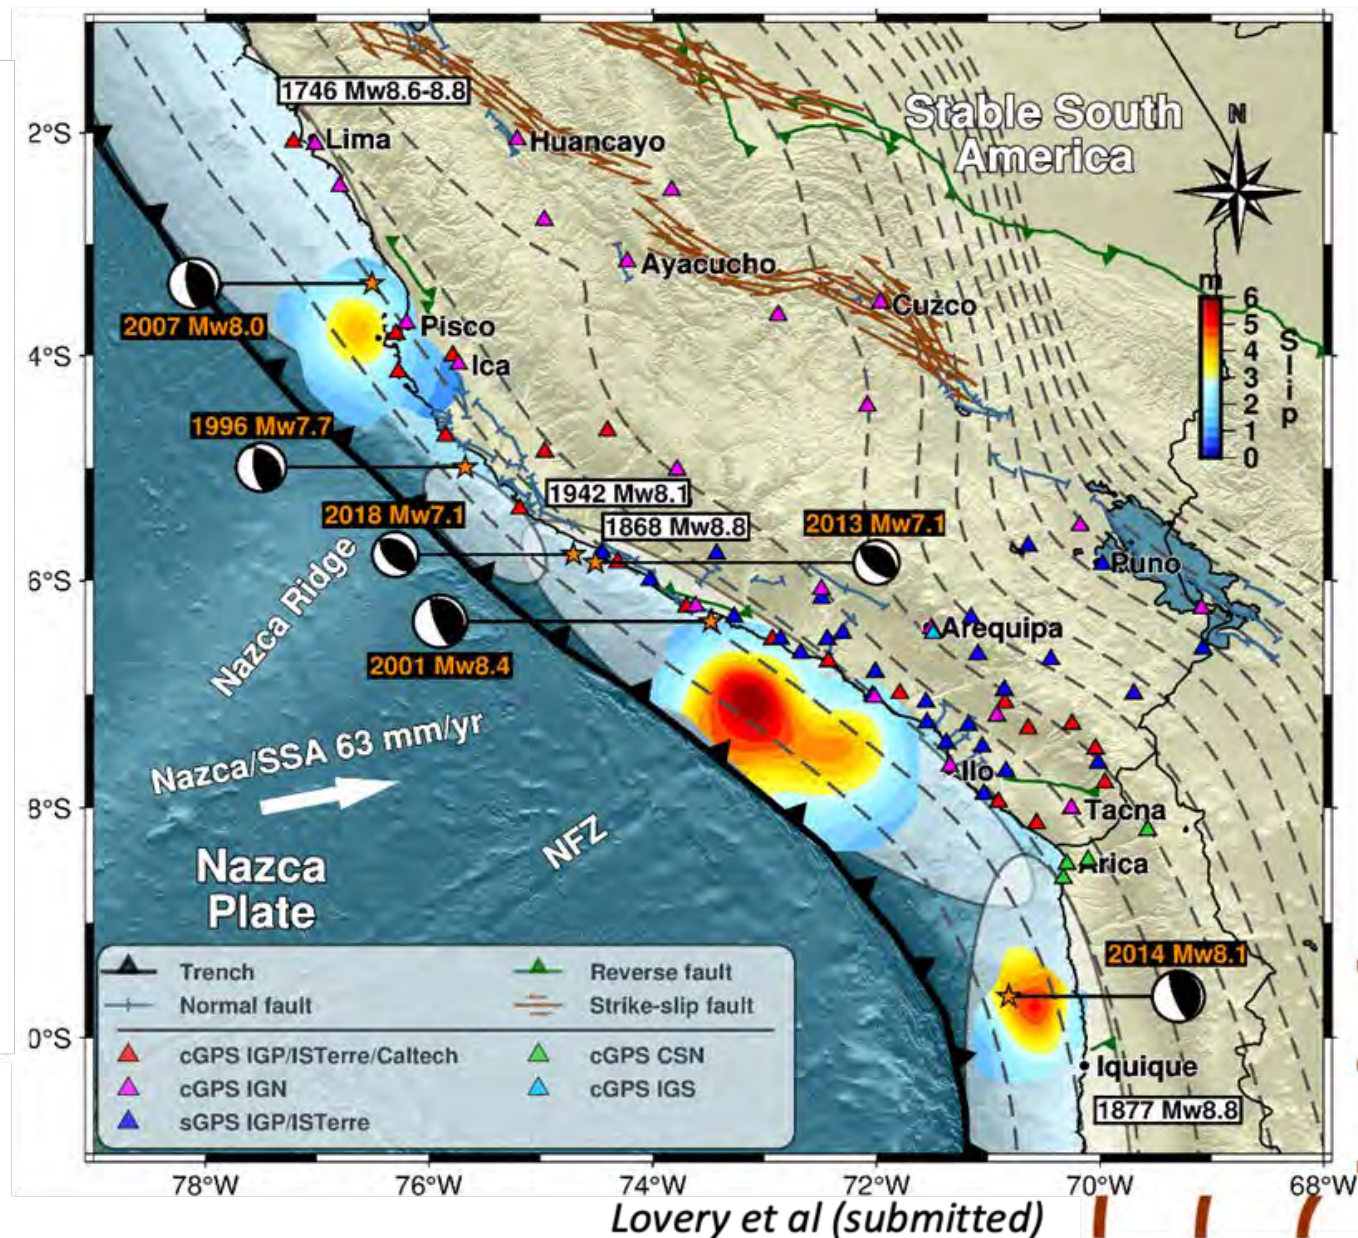 1746 Mw8.6-8.8
Stable South
America
N
2°S
Lima
Huancayo
Ayacucho
Cuzco
m
6
5
4
3
2
1
0
Slip
2007 Mw8.0
Pisco
4°S
Ica
1996 Mw7.7
1942 Mw8.1
2018 Mw7.1
1868 Mw8.8
2013 Mw7.1
Puno
6°S
Nazca Ridge
Arequipa
2001 Mw8.4
Nazca/SSA 63 mm/yr
Ilo
8°S
Tacna
NFZ
Arica
Nazca
Plate
2014 Mw8.1
Trench
Reverse fault
Normal fault
Strike-slip fault
0°S
cGPS IGP/ISTerre/Caltech
cGPS CSN
cGPS IGN
cGPS IGS
sGPS IGP/ISTerre
Iquique
1877 Mw8.8
78°W 76°W 74°W 72°W 70°W 68°W
Lovery et al (submitted)